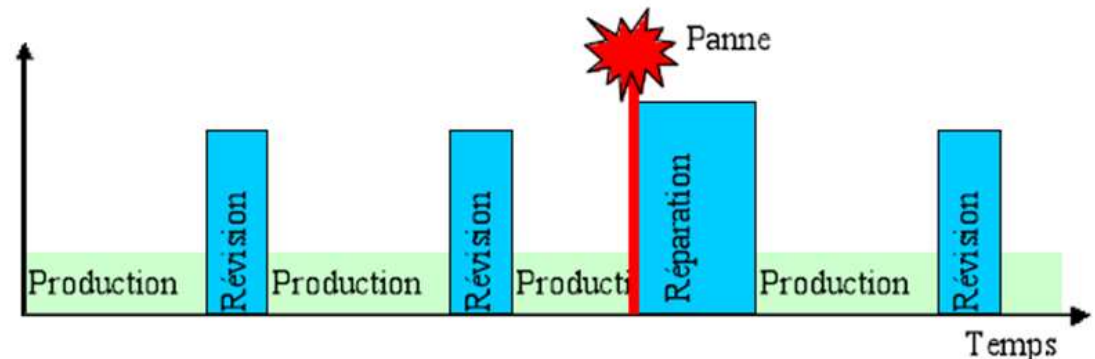 Panne
Production
Révision
Production
Révision
Producti
Réparation
Production
Révision
Temps